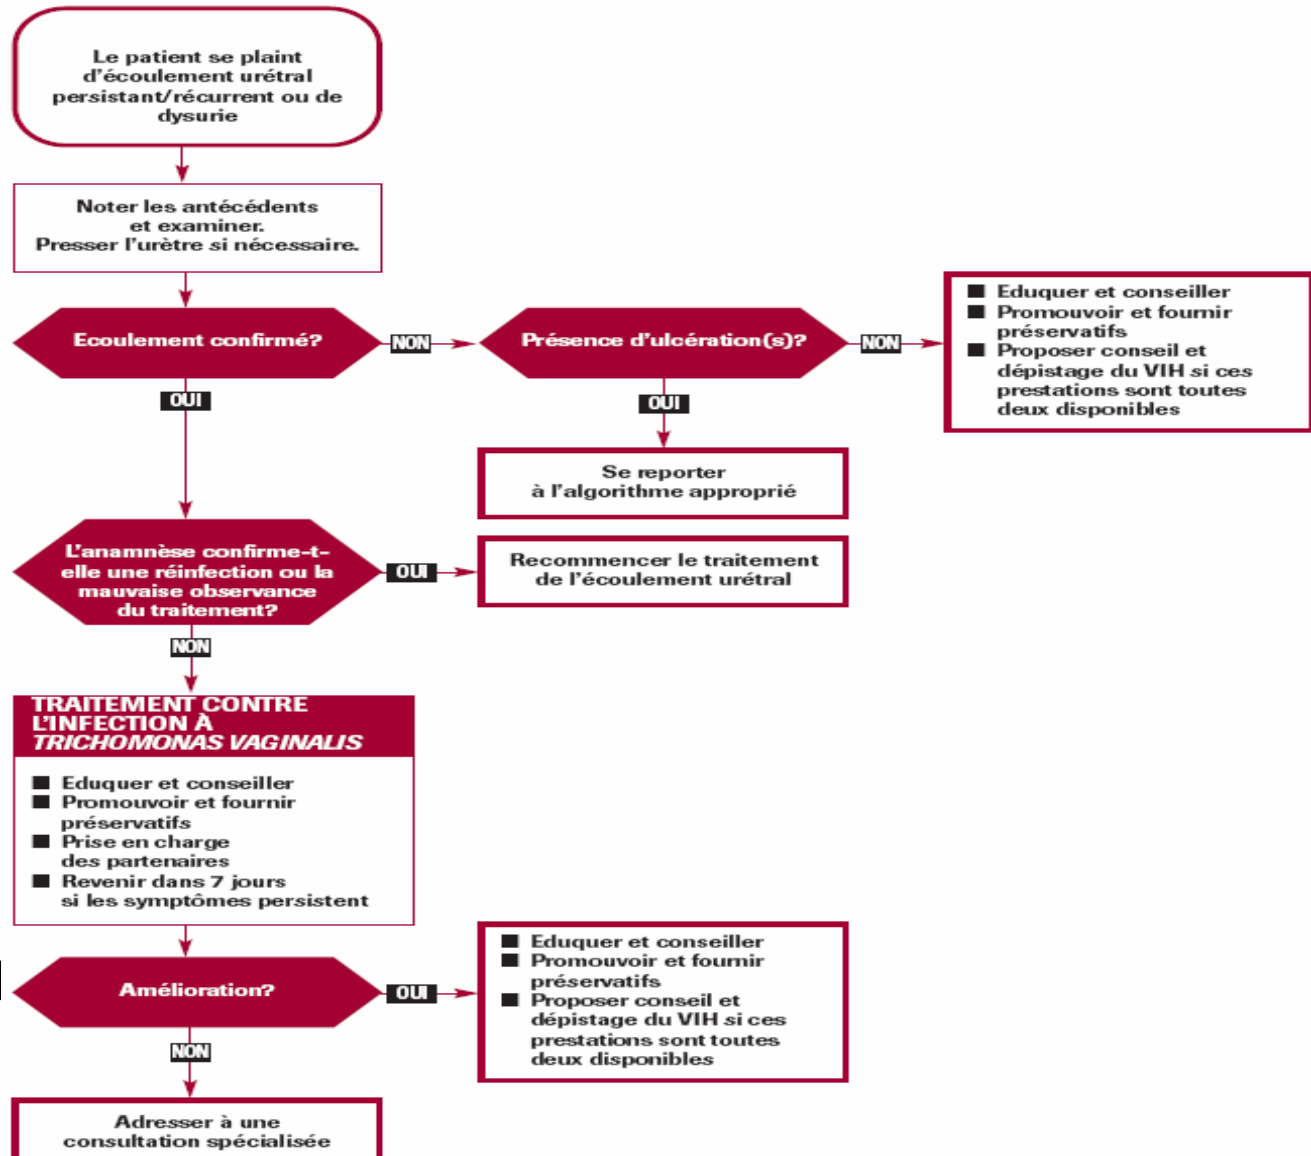 Le patient se plaint
d'écoulement urétral
persistant/récurrent ou de
dysurie
Noter les antécédents
et examiner.
Presser l'urètre si nécessaire.
Ecoulement confirmé?
NON
Présence d'ulcération(s)?
NON
■ Eduquer et conseiller
■ Promouvoir et fournir
préservatifs
■ Proposer conseil et
dépistage du VIH si ces
prestations sont toutes
deux disponibles
OUI
OUI
Se reporter
à l'algorithme approprié
L'anamnèse confirme-t-
elle une réinfection ou la
mauvaise observance
du traitement?
OUI
Recommencer le traitement
de l'écoulement urétral
NON
TRAITEMENT CONTRE
L'INFECTION À
TRICHOMONAS VAGINALIS
■ Eduquer et conseiller
■ Promouvoir et fournir
préservatifs
■ Prise en charge
des partenaires
■ Revenir dans 7 jours
si les symptômes persistent
Amélioration?
OUI
■ Eduquer et conseiller
■ Promouvoir et fournir
préservatifs
■ Proposer conseil et
dépistage du VIH si ces
prestations sont toutes
deux disponibles
NON
Adresser à une
consultation spécialisée